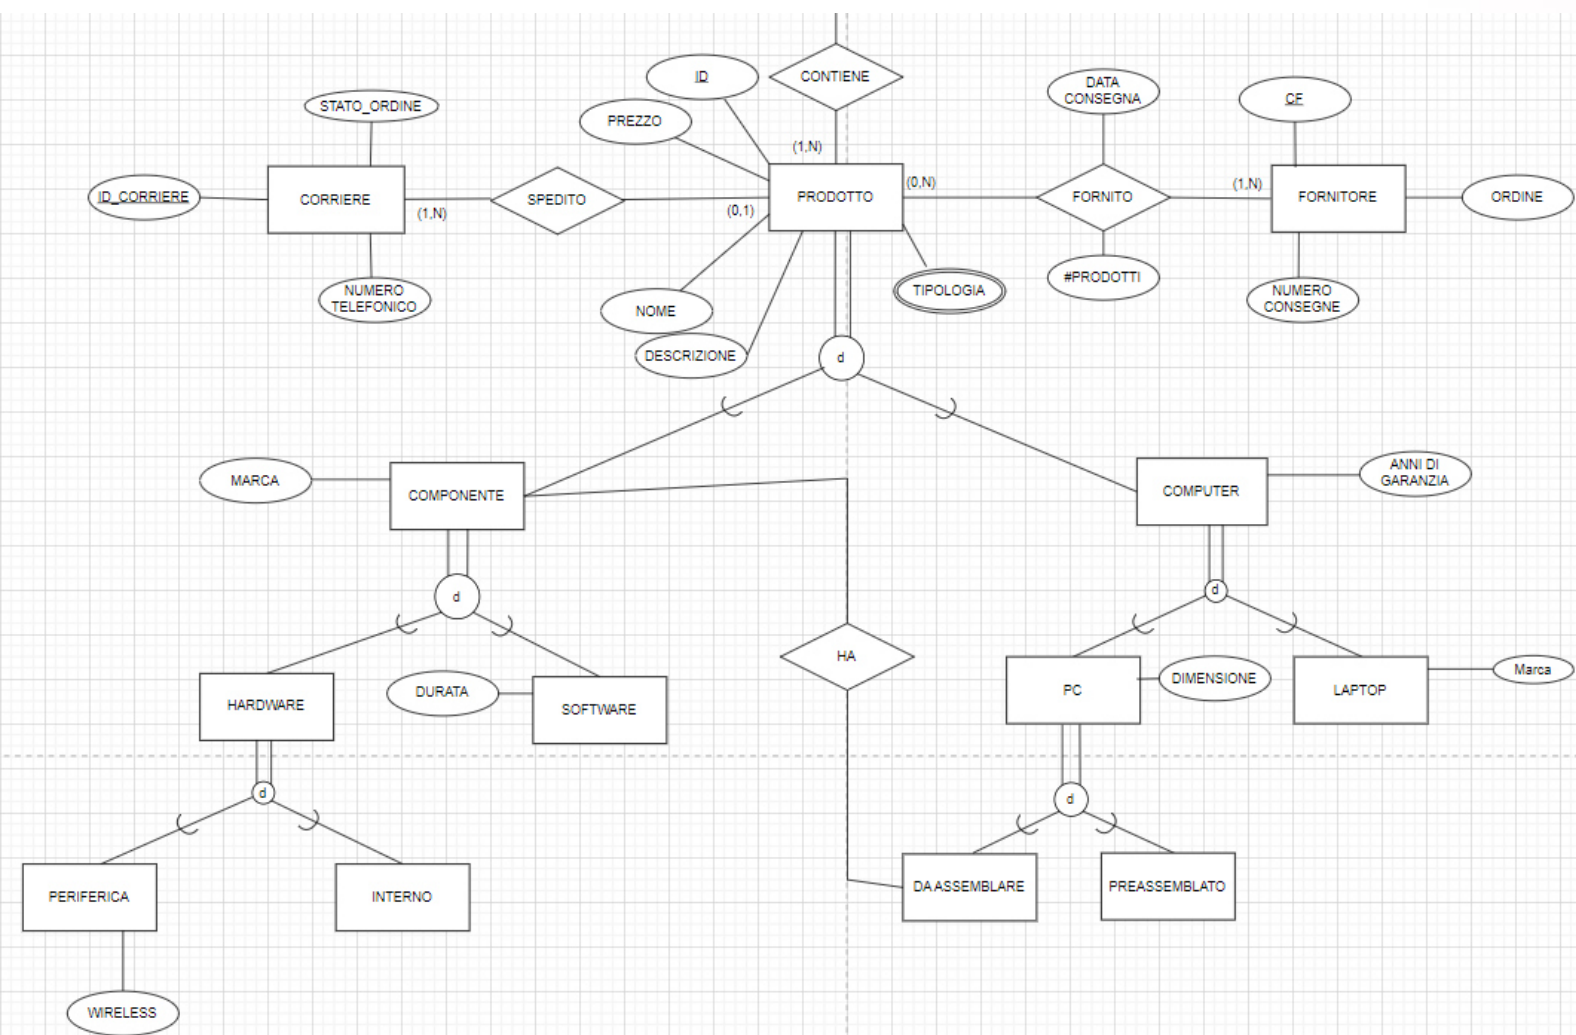 ID
CONTIENE
DATA
CONSEGNA
CF
STATO_ORDINE
PREZZO
(1,N)
ID_CORRIERE
CORRIERE
(1,N)
SPEDITO
(0,1)
PRODOTTO
(0,N)
FORNITO
(1,N)
FORNITORE
ORDINE
NUMERO
TELEFONICO
NOME
DESCRIZIONE
TIPOLOGIA
#PRODOTTI
NUMERO
CONSEGNE
d
MARCA
COMPONENTE
COMPUTER
ANNI DI
GARANZIA
d
d
HARDWARE
DURATA
SOFTWARE
HA
PC
DIMENSIONE
LAPTOP
Marca
d
d
PERIFERICA
INTERNO
DA ASSEMBLARE
PREASSEMBLATO
WIRELESS